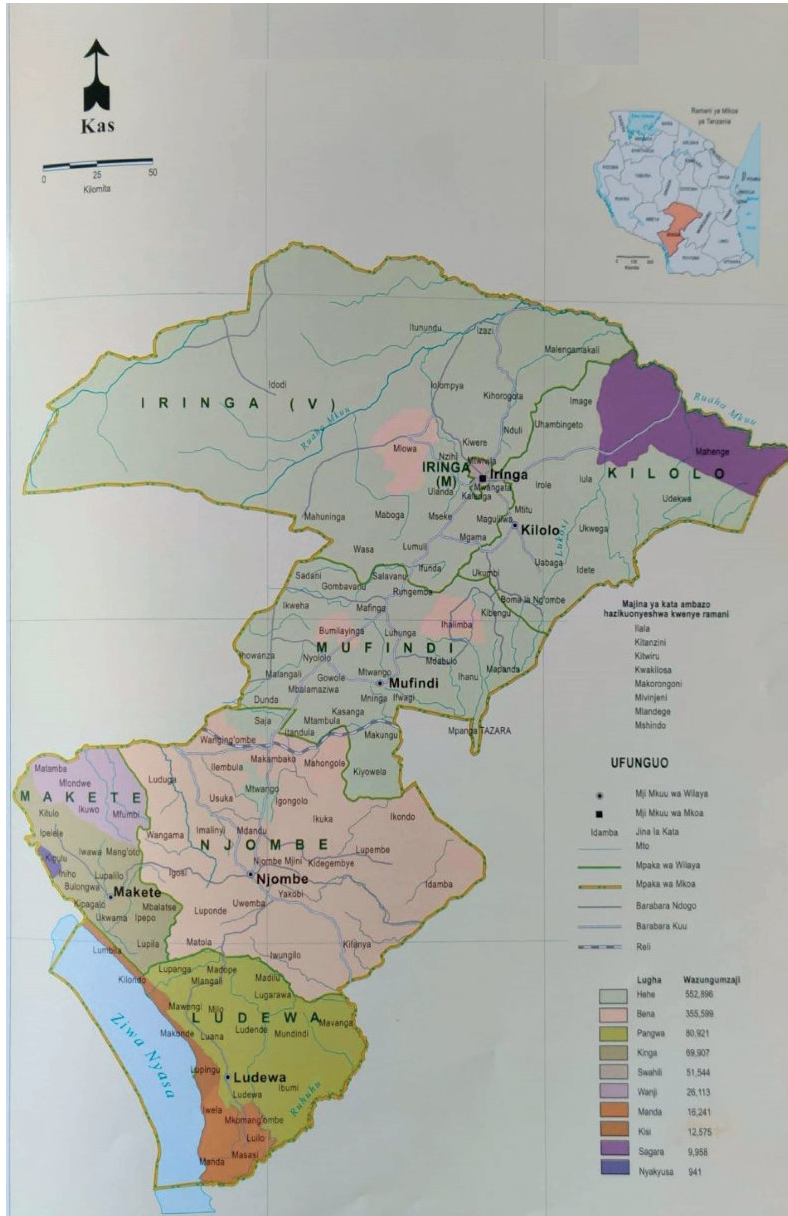 Kas
0 25 50
Kilomita
Ramani ya Mikoa
ya Tanzania
Itunundu
Izazi
Malengamakali
Idodi
Iolompya
Kihorogota
Image
IRINGA (V)
Ruaha Mkuu
Ruaha Mkuu
Nduli
Uhambingeto
Mlowa
Kiwere
Nzihi
Mahenge
IRINGA
(M)
Iringa
KILOLO
Mwangata
Ulanda
Kalenga
Irole
Iula
Udekwa
Mahuninga
Maboga
Mseke
Magulilwa
Mtitu
Kilolo
Ukwega
Lukosi
Mgama
Wasa
Lumuli
Uabaga
Idete
Ifunda
Ukumbi
Sadani
Salavanu
Gombavanu
Rungemba
Ikweha
Mafinga
Kibengu
Boma la Ng'ombe
Bumilayinga
Luhunga
Ihalimba
MUFINDI
Ihowanza
Nyololo
Mdabulo
Mapanda
Malangali
Gowole
Mtwango
Ihanu
Mbalamaziwa
Mufindi
Mninga
Ifwagi
Dunda
Kasanga
Saja
Mtambula
Itandula
Makungu
Mpanga TAZARA
Wanging'ombe
Makambako
Mahongole
Kiyowela
Ilembula
Luduga
Matamba
Mlondwe
MAKETE
Ikuwo
Mfumbi
Kitulo
Usuka
Mtwango
Igongolo
Ikuka
Ikondo
Ipelele
Wangama
Imalinyi
Mdandu
NJOMBE
Iwawa
Mang'oto
Lupembe
Njombe Mjini
Kidegembye
Kigulu
Iniho
Lupalilo
Igosi
Njombe
Idamba
Bulongwa
Makete
Mbalatse
Yakobi
Kipagalo
Uwemba
Ukwama
Ipepo
Luponde
Lumbila
Lupila
Matola
Kifanya
Iwungilo
Kilondo
Lupanga
Madope
Mlangali
Madilu
Lugarawa
Mawengi
Milo
LUDEWA
Mavanga
Makonde
Luana
Ludende
Mundindi
Ziwa Nyasa
Lupingu
Ludewa
Ibumi
Ludewa
Ruhuhu
Iwela
Mkomang'ombe
Luilo
Masasi
Manda
Majina ya kata ambazo
hazikuonyeshwa kwenye ramani
Ilala
Kitanzini
Kitwiru
Kwakilosa
Makorongoni
Mivinjeni
Mlandege
Mshindo
UFUNGUO
Mji Mkuu wa Wilaya
Mji Mkuu wa Mkoa
Idamba Jina la Kata
Mto
Mpaka wa Wilaya
Mpaka wa Mkoa
Barabara Ndogo
Barabara Kuu
Reli
Lugha Wazungumzaji
Hehe 552,896
Bena 355,599
Pangwa 80,921
Kinga 69,907
Swahili 51,544
Wanji 26,113
Manda 16,241
Kisi 12,575
Sagara 9,958
Nyakyusa 941